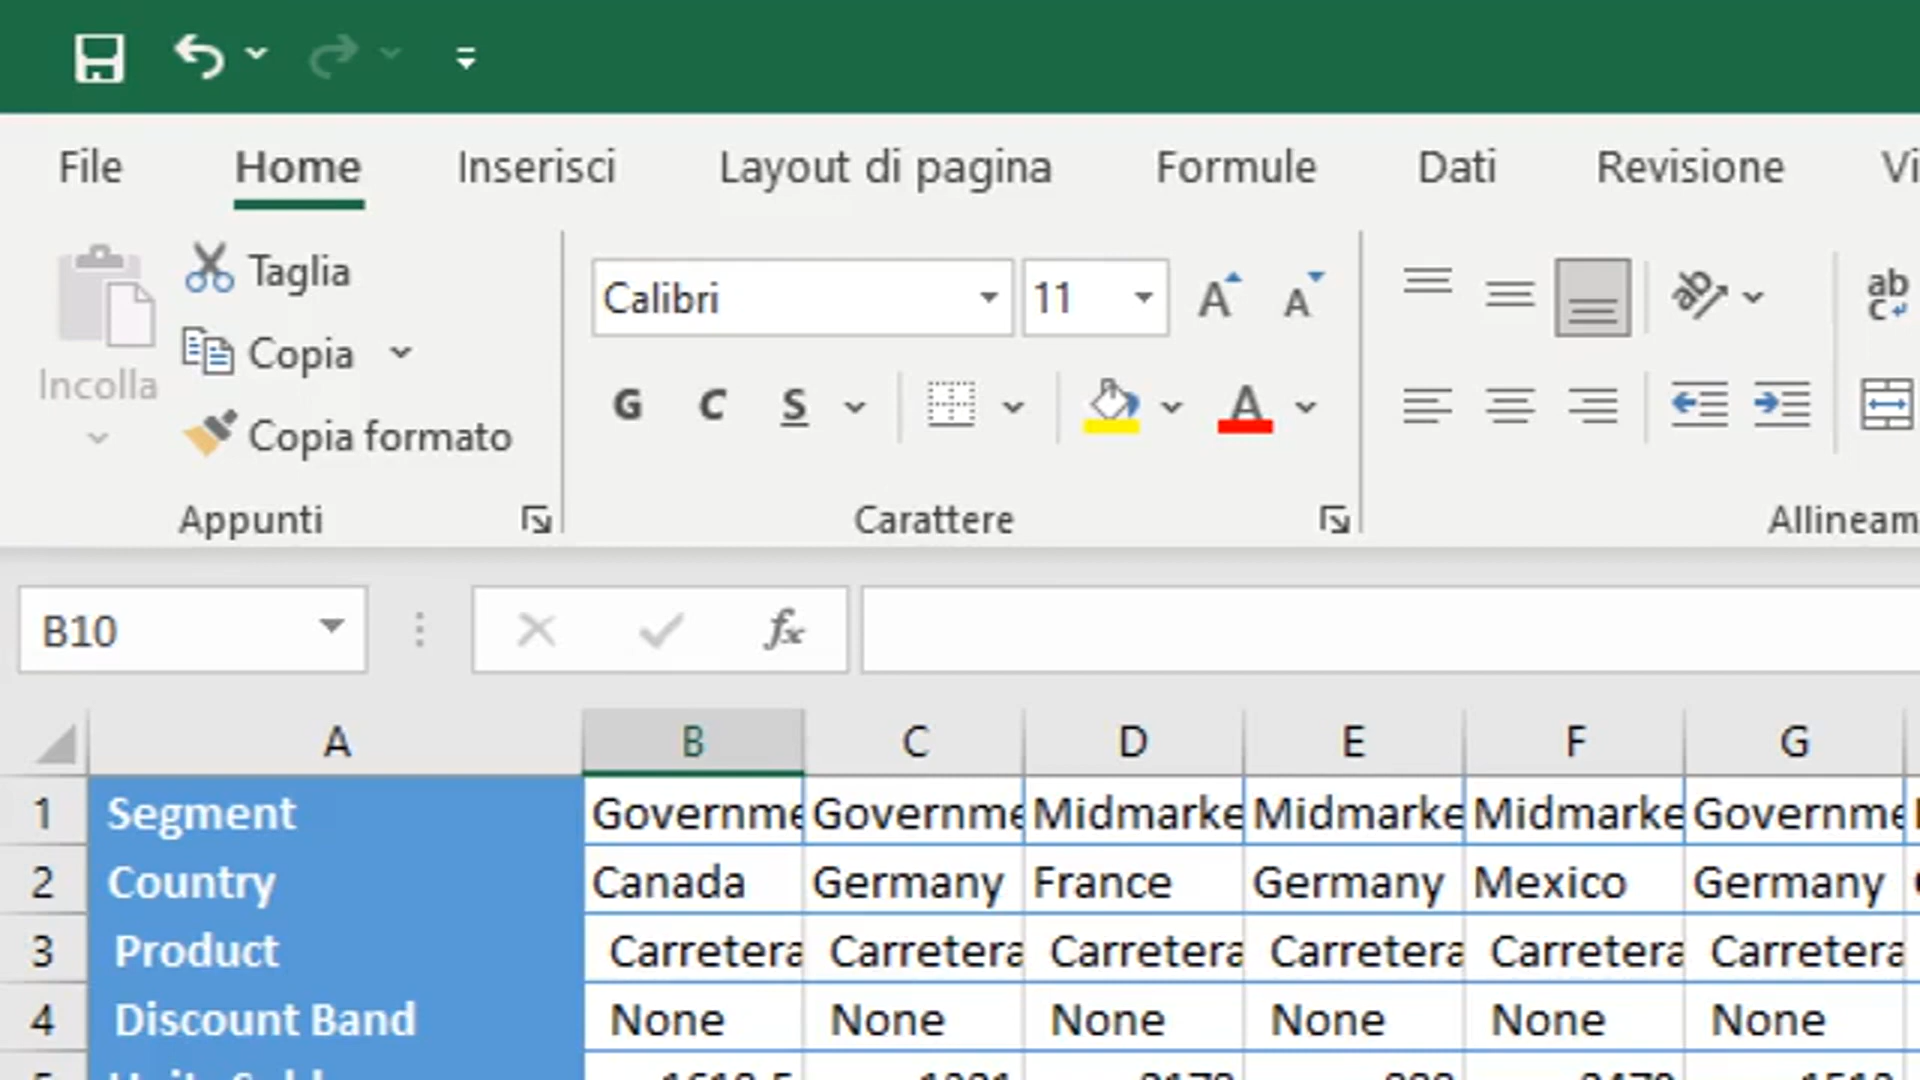 File Home Inserisci Layout di pagina Formule Dati Revisione
Taglia
Copia
Incolla
Copia formato
Calibri 11
G C S
Appunti Carattere Allineam
B10 fx
A B C D E F G
1 Segment Governme Governme Midmarke Midmarke Midmarke Governme
2 Country Canada Germany France Germany Mexico Germany
3 Product Carretera Carretera Carretera Carretera Carretera Carretera
4 Discount Band None None None None None None